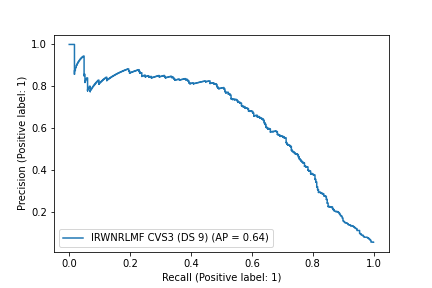 1.0
0.8
0.6
0.4
0.2
Precision (Positive label: 1)
IRWNRLMF CVS3 (DS 9) (AP = 0.64)
0.0 0.2 0.4 0.6 0.8 1.0
Recall (Positive label: 1)